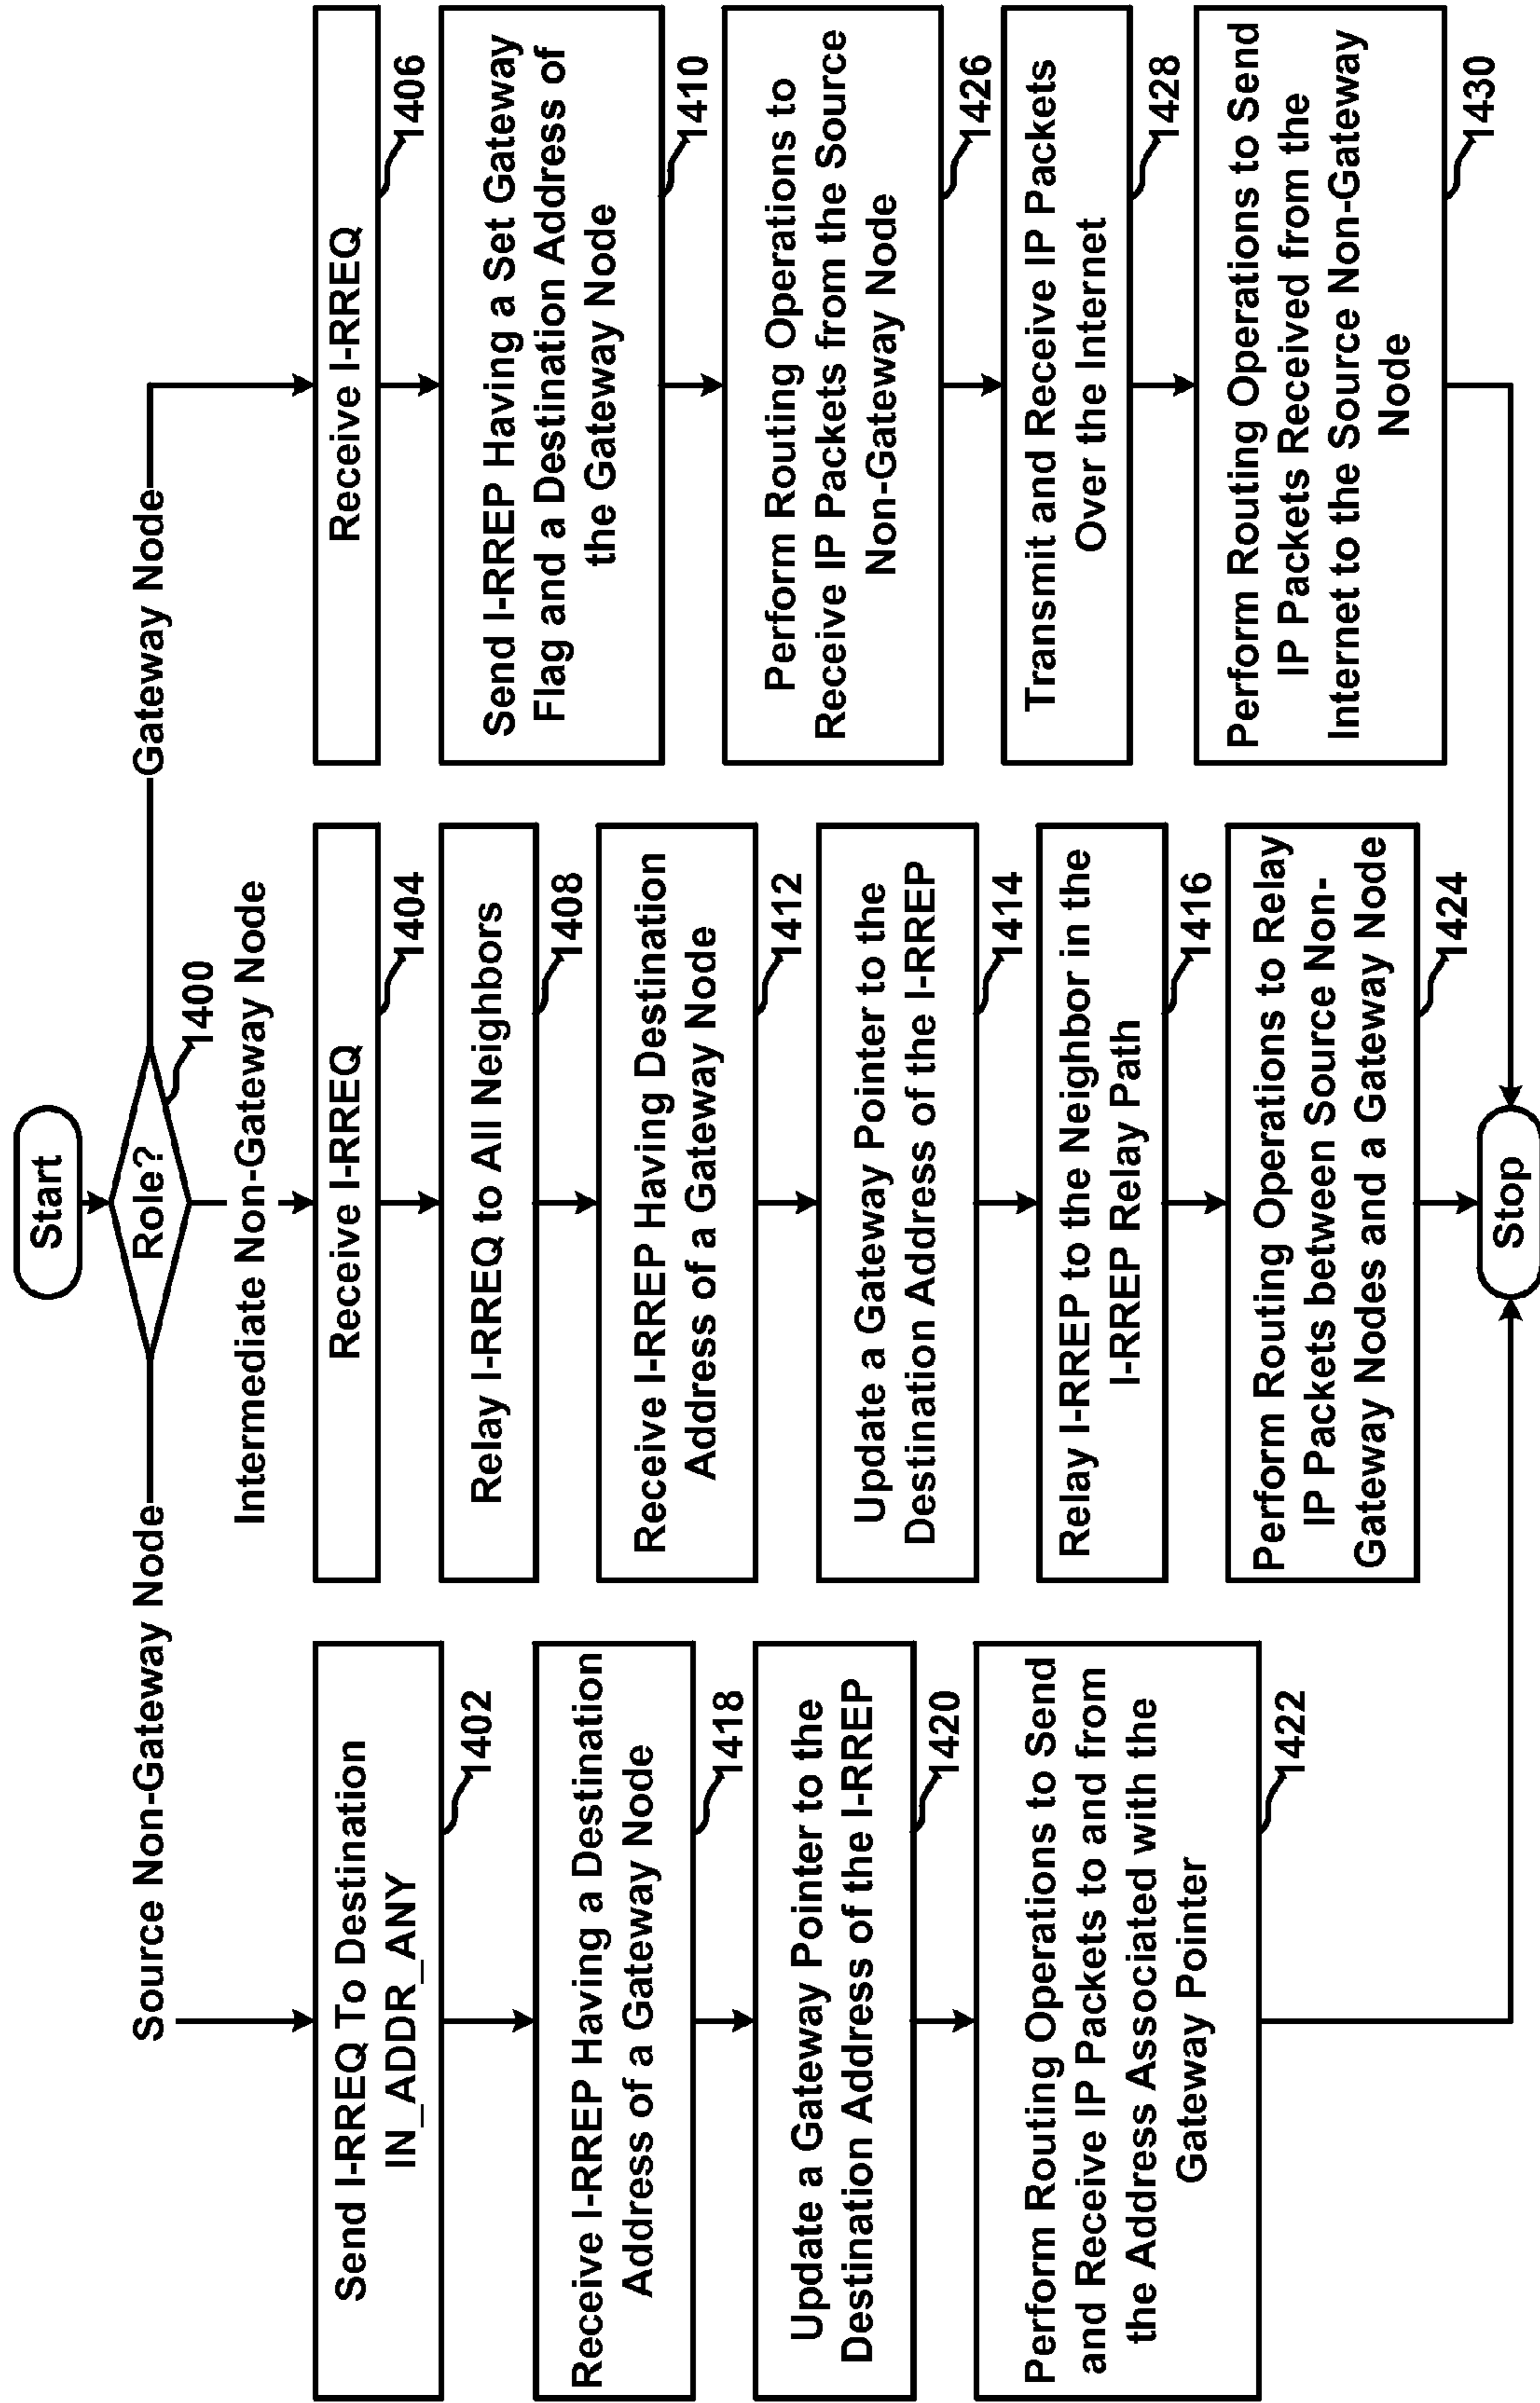 Start
Role?
1400
Source Non-Gateway Node
Intermediate Non-Gateway Node
Gateway Node
Send I-RREQ To Destination
IN_ADDR_ANY
1402
Receive I-RREP Having a Destination
Address of a Gateway Node
1418
Update a Gateway Pointer to the
Destination Address of the I-RREP
1420
Perform Routing Operations to Send
and Receive IP Packets to and from
the Address Associated with the
Gateway Pointer
1422
Receive I-RREQ
1404
Relay I-RREQ to All Neighbors
1408
Receive I-RREP Having Destination
Address of a Gateway Node
1412
Update a Gateway Pointer to the
Destination Address of the I-RREP
1414
Relay I-RREP to the Neighbor in the
I-RREP Relay Path
1416
Perform Routing Operations to Relay
IP Packets between Source Non-
Gateway Nodes and a Gateway Node
1424
Receive I-RREQ
1406
Send I-RREP Having a Set Gateway
Flag and a Destination Address of
the Gateway Node
1410
Perform Routing Operations to
Receive IP Packets from the Source
Non-Gateway Node
1426
Transmit and Receive IP Packets
Over the Internet
1428
Perform Routing Operations to Send
IP Packets Received from the
Internet to the Source Non-Gateway
Node
1430
Stop